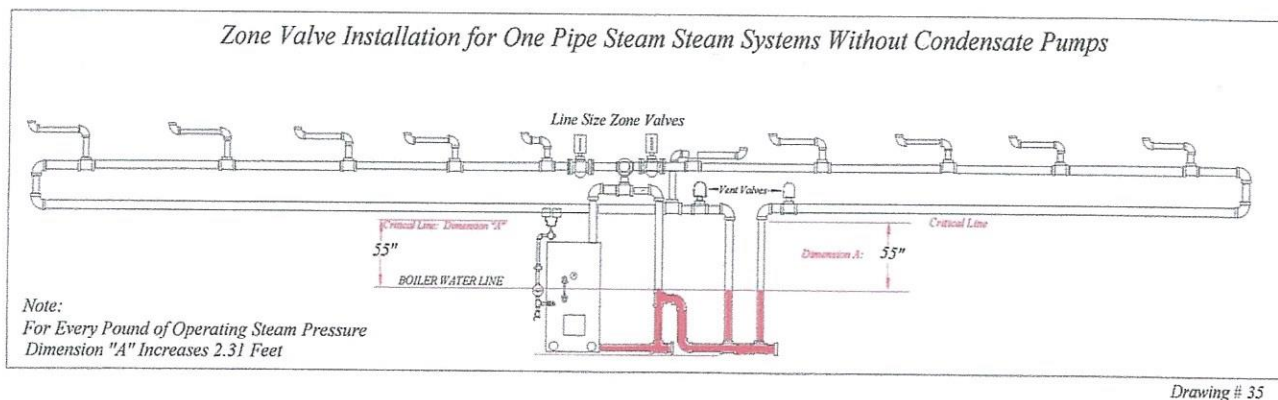 Zone Valve Installation for One Pipe Steam Steam Systems Without Condensate Pumps
Line Size Zone Valves
Vent Valves
Critical Line: Dimension "A"
Critical Line
55"
Dimension A: 55"
BOILER WATER LINE
Note:
For Every Pound of Operating Steam Pressure
Dimension "A" Increases 2.31 Feet
Drawing # 35